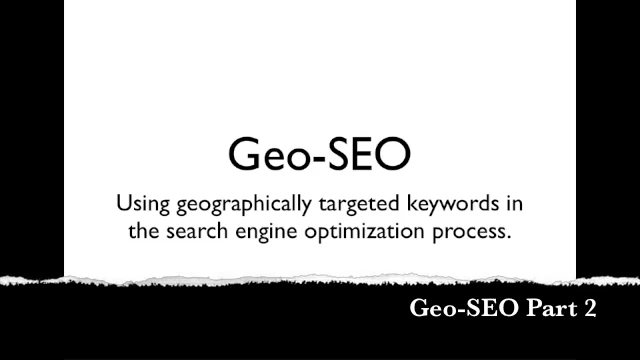 Geo-SEO
Using geographically targeted keywords in
the search engine optimization process.
Geo-SEO Part 2